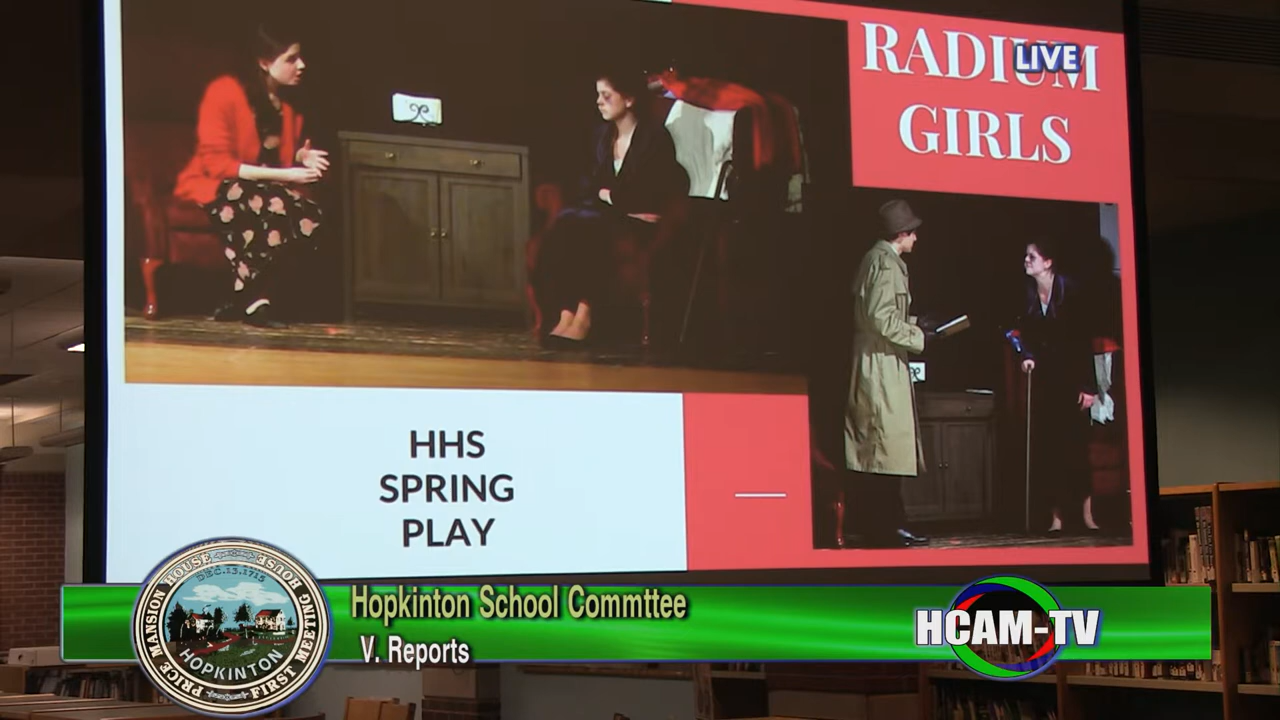 RADIUM
LIVE
GIRLS
HHS
SPRING
PLAY
Hopkinton School Commttee
V. Reports
HCAM-TV
PRICE MANSION HOUSE
MEETING HOUSE
FIRST
DEC.13.1715
HOPKINTON